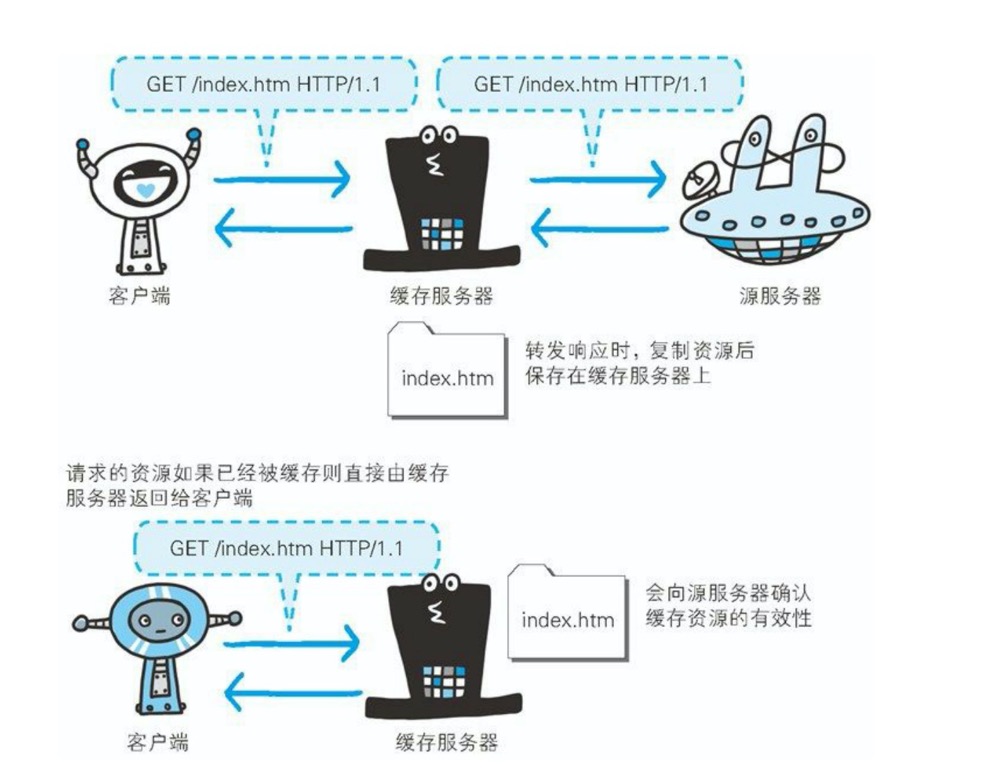 GET /index.htm HTTP/1.1
GET /index.htm HTTP/1.1
客户端
缓存服务器
源服务器
index.htm
转发响应时，复制资源后
保存在缓存服务器上
请求的资源如果已经被缓存则直接由缓存
服务器返回给客户端
GET /index.htm HTTP/1.1
index.htm
会向源服务器确认
缓存资源的有效性
客户端
缓存服务器